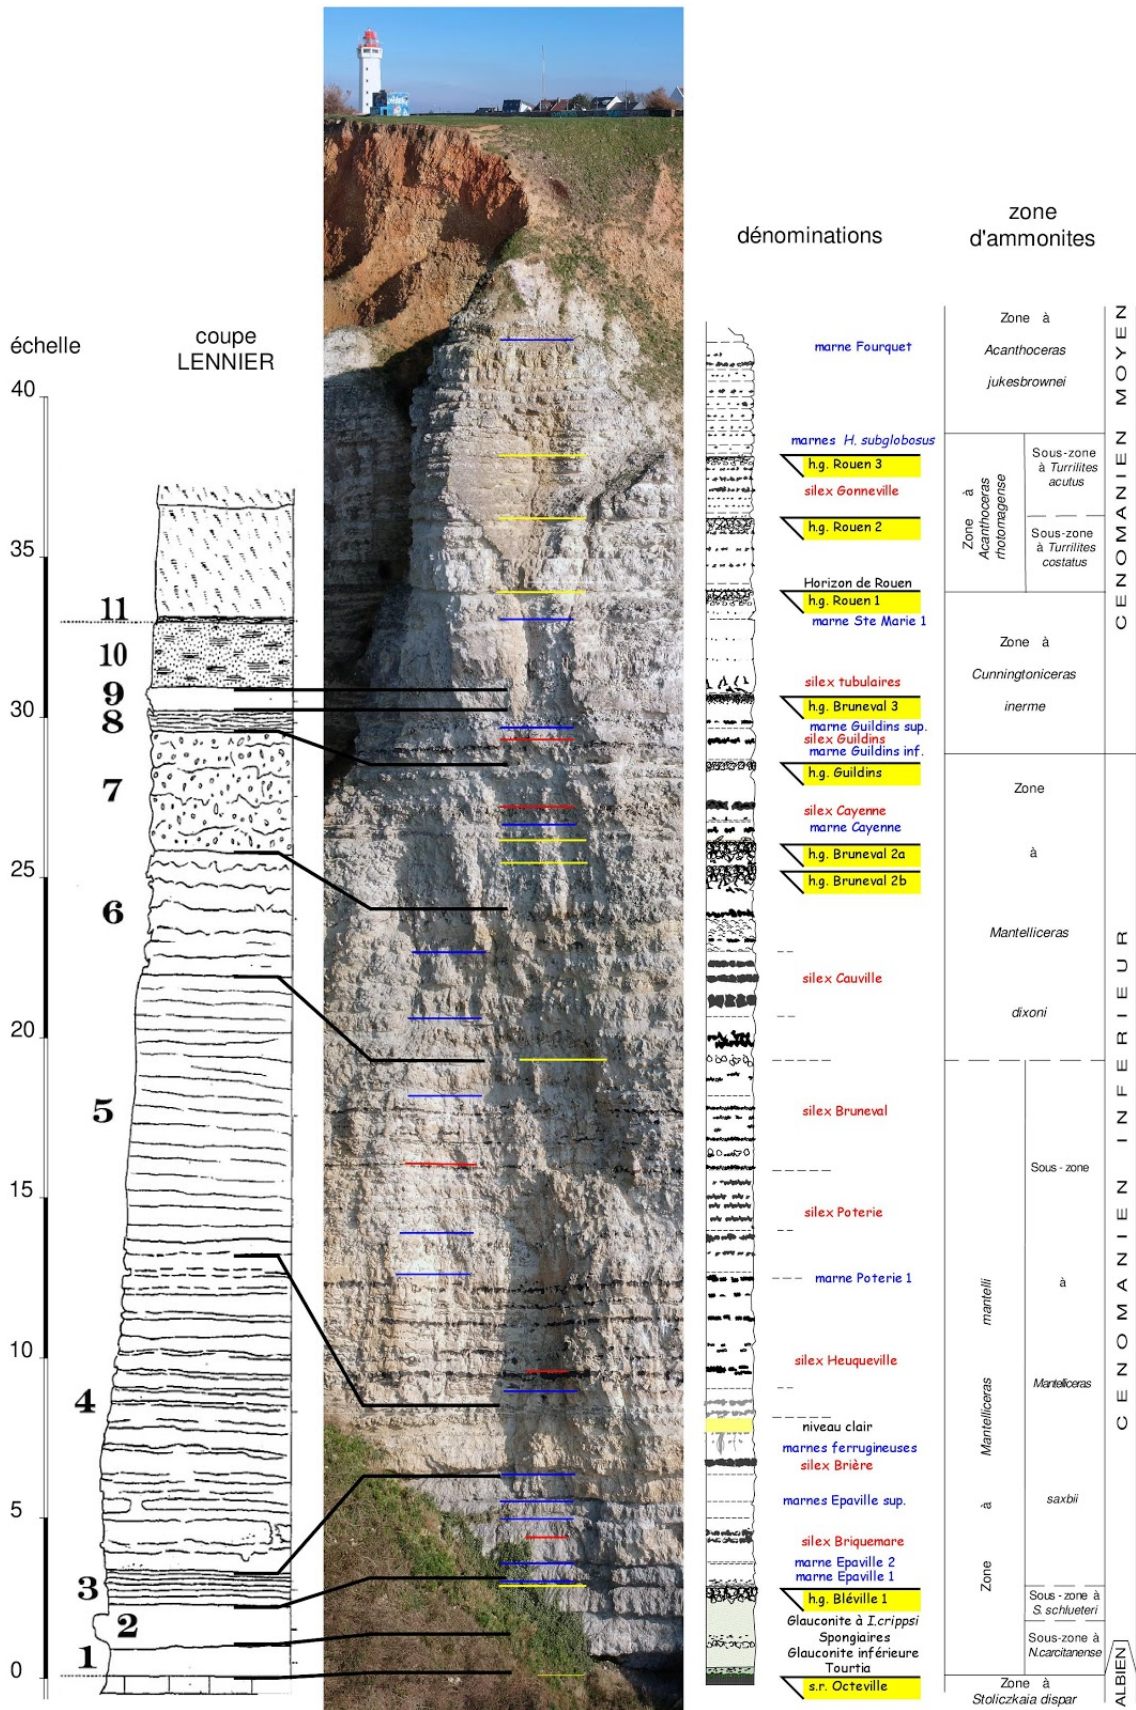 échelle
40
35
30
25
20
15
10
5
0
coupe
LENNIER
11
10
9
8
7
6
5
4
3
2
1
dénominations
marne Fourquet
marnes H. subglobosus
h.g. Rouen 3
silex Gonneville
h.g. Rouen 2
Horizon de Rouen
h.g. Rouen 1
marne Ste Marie 1
silex tubulaires
h.g. Bruneval 3
marne Guildins sup.
silex Guildins
marne Guildins inf.
h.g. Guildins
silex Cayenne
marne Cayenne
h.g. Bruneval 2a
h.g. Bruneval 2b
silex Cauville
silex Bruneval
silex Poterie
marne Poterie 1
silex Heuqueville
niveau clair
marnes ferrugineuses
silex Brière
marnes Epaville sup.
silex Briquemare
marne Epaville 2
marne Epaville 1
h.g. Bléville 1
Glauconite à I.crippsi
Spongiaires
Glauconite inférieure
Tourtia
s.r. Octeville
zone
d'ammonites
Zone à
Acanthoceras
jukesbrownei
Zone à
Acanthoceras
rhotomagense
Sous-zone
à Turrilites
acutus
Sous-zone
à Turrilites
costatus
Zone à
Cunningtoniceras
inerme
Zone
à
Mantelliceras
dixoni
Zone à Mantelliceras mantelli
Sous-zone
à
Mantelliceras
saxbii
Sous-zone à
S. schlueteri
Sous-zone à
N.carcitanense
Zone à
Stoliczkaia dispar
CENOMANIEN MOYEN
CENOMANIEN INFERIEUR
ALBIEN